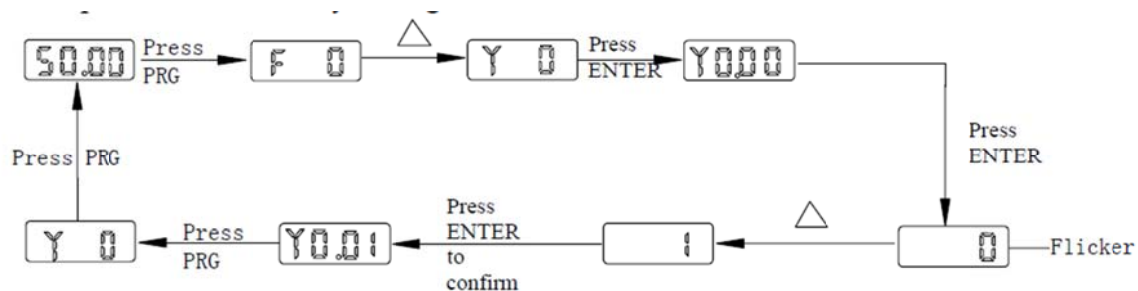 50.00
Press
PRG
F 0
△
Y 0
Press
ENTER
Y0.00
Press
ENTER
0
Flicker
△
1
Press
ENTER
to
confirm
Y0.01
Press
PRG
Y 0
Press PRG